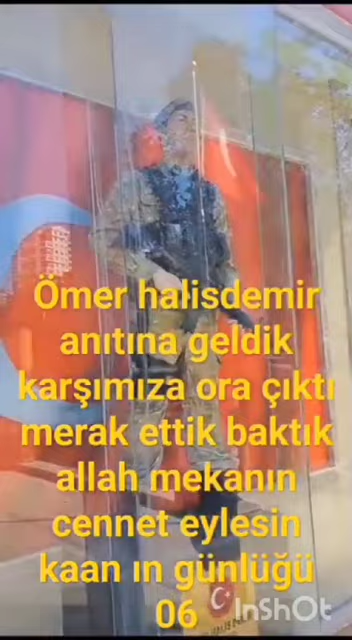 Ömer halisdemir
anıtına geldik
karşımıza ora çıktı
merak ettik baktık
allah mekanın
cennet eylesin
kaan ın günlüğü
06
InShOt